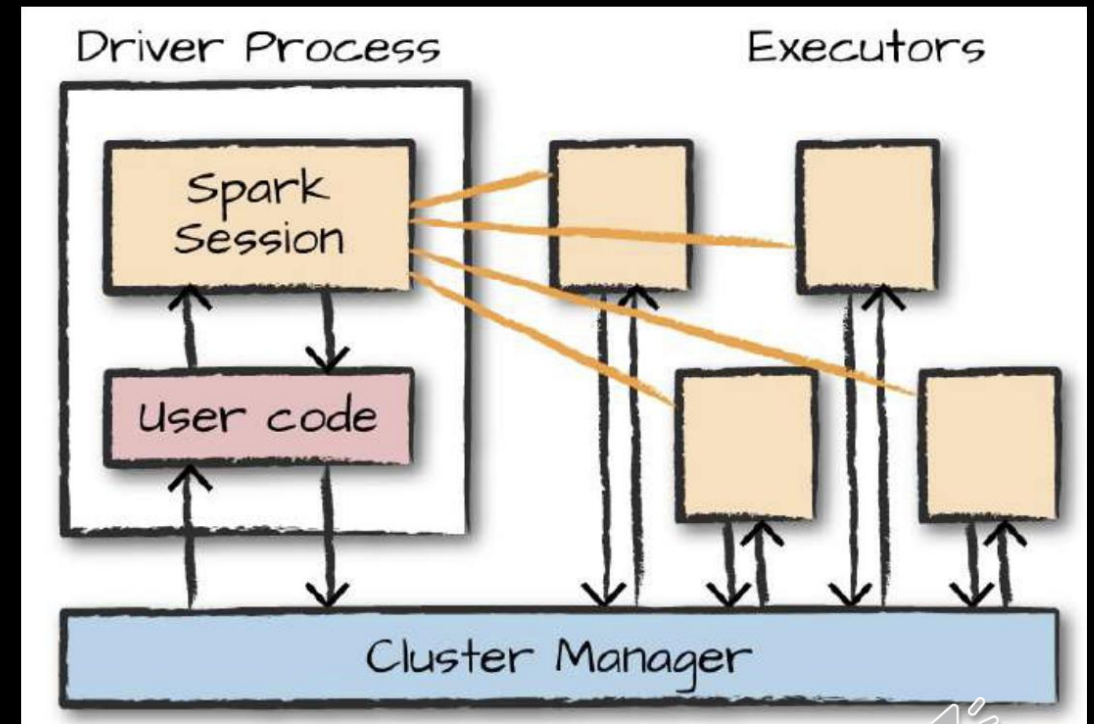 Driver Process
Executors
Spark
Session
User code
Cluster Manager